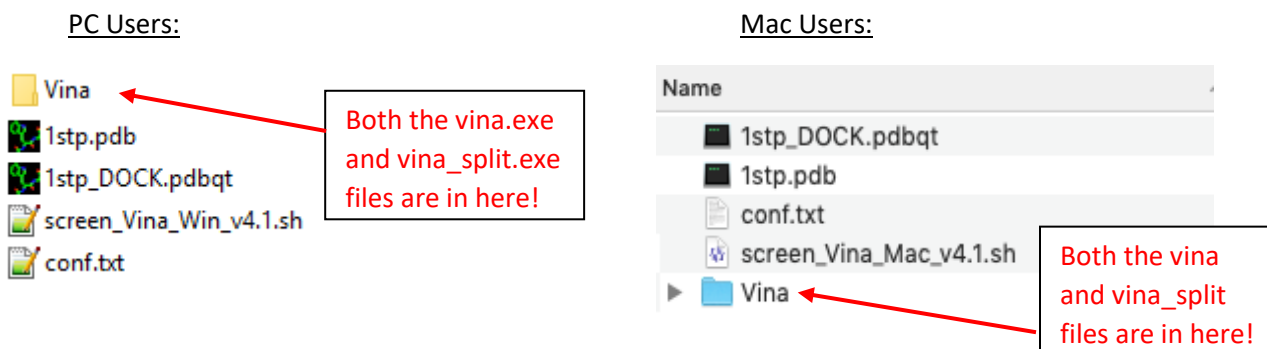 PC Users:
Vina
1stp.pdb
1stp_DOCK.pdbqt
screen_Vina_Win_v4.1.sh
conf.txt
Both the vina.exe
and vina_split.exe
files are in here!
Mac Users:
Name
1stp_DOCK.pdbqt
1stp.pdb
conf.txt
screen_Vina_Mac_v4.1.sh
Vina
Both the vina
and vina_split
files are in here!